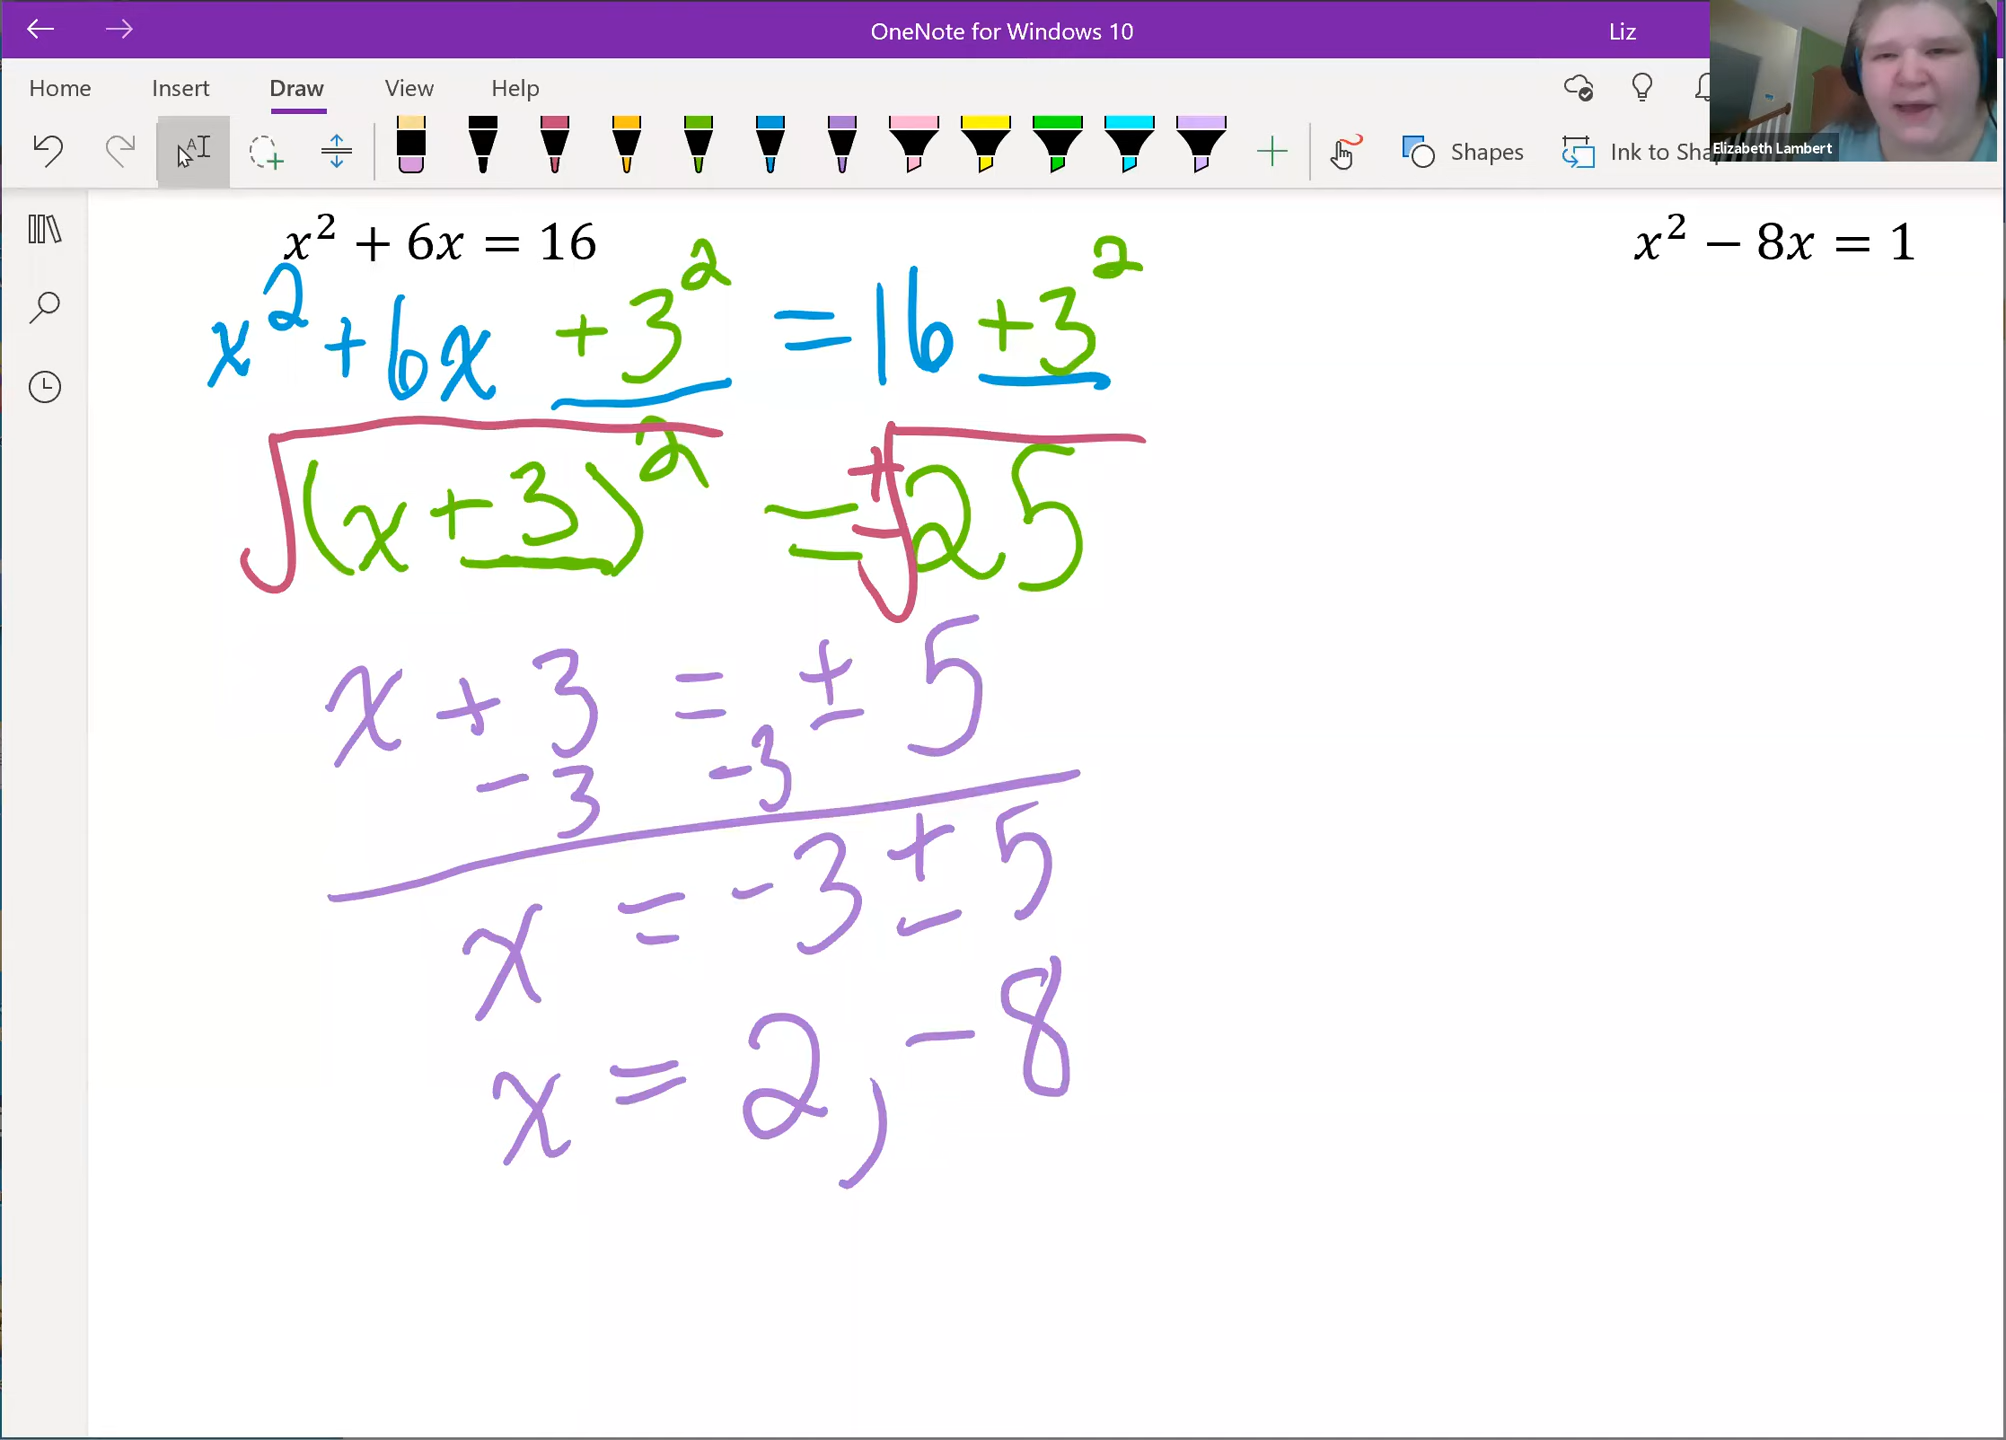 OneNote for Windows 10
Liz
Home Insert Draw View Help
Shapes Ink to Sha
Elizabeth Lambert
x² + 6x = 16
x² + 6x + 3² = 16 + 3²
√(x + 3)² = ±√25
x + 3 = ± 5
- 3 -3
x = -3 ± 5
x = 2, -8
x² − 8x = 1